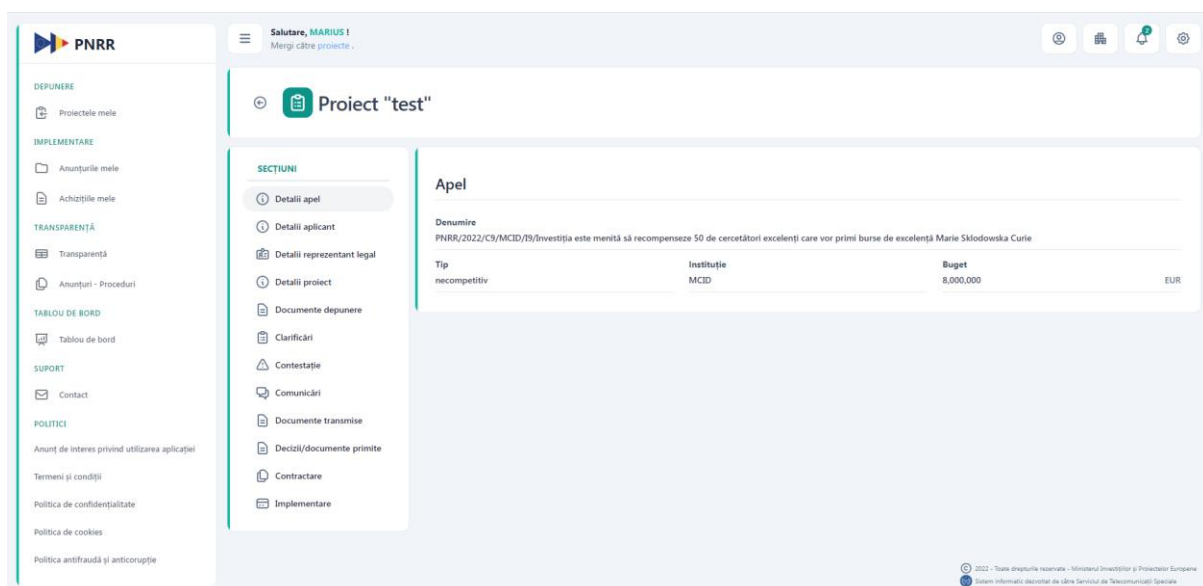 PNRR
Salutare, MARIUS !
Mergi către proiecte .
2
DEPUNERE
Proiectele mele
IMPLEMENTARE
Anunțurile mele
Achizițiile mele
TRANSPARENȚĂ
Transparență
Anunțuri - Proceduri
TABLOU DE BORD
Tablou de bord
SUPORT
Contact
POLITICI
Anunț de interes privind utilizarea aplicației
Termeni și condiții
Politica de confidențialitate
Politica de cookies
Politica antifraudă și anticorupție
Proiect "test"
SECȚIUNI
Detalii apel
Detalii aplicant
Detalii reprezentant legal
Detalii proiect
Documente depunere
Clarificări
Contestație
Comunicări
Documente transmise
Decizii/documente primite
Contractare
Implementare
Apel
Denumire
PNRR/2022/C9/MCID/I9/Investiția este menită să recompenseze 50 de cercetători excelenți care vor primi burse de excelență Marie Sklodowska Curie
Tip Instituție Buget
necompetitiv MCID 8,000,000 EUR
2022 - Toate drepturile rezervate - Ministerul Investițiilor și Proiectelor Europene
Sistem informatic dezvoltat de către Serviciul de Telecomunicații Speciale